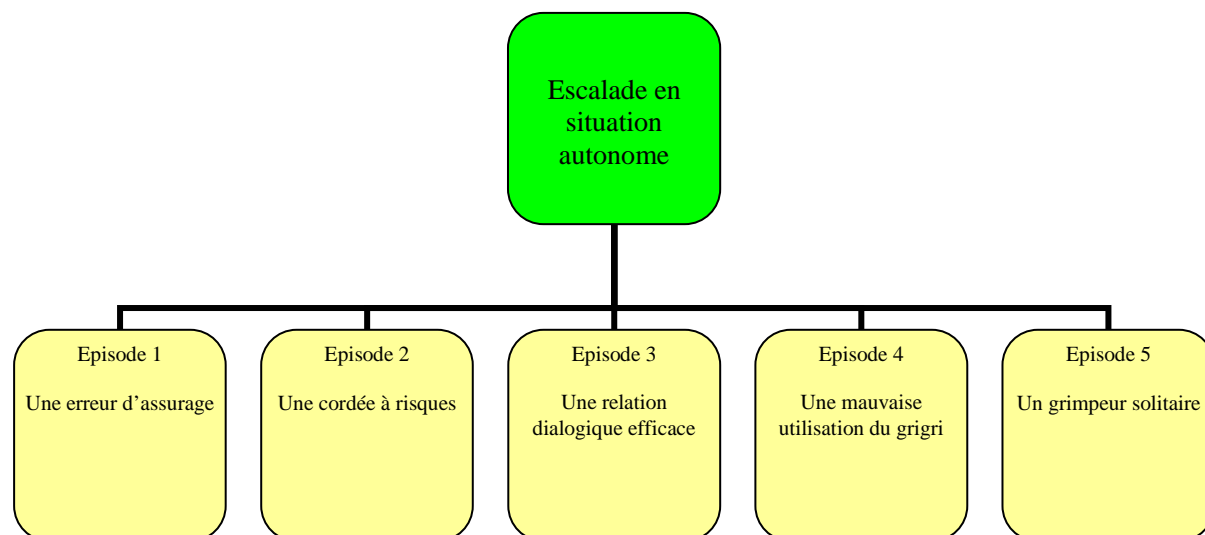 Escalade en
situation
autonome
Episode 1
Une erreur d'assurage
Episode 2
Une cordée à risques
Episode 3
Une relation
dialogique efficace
Episode 4
Une mauvaise
utilisation du grigri
Episode 5
Un grimpeur solitaire